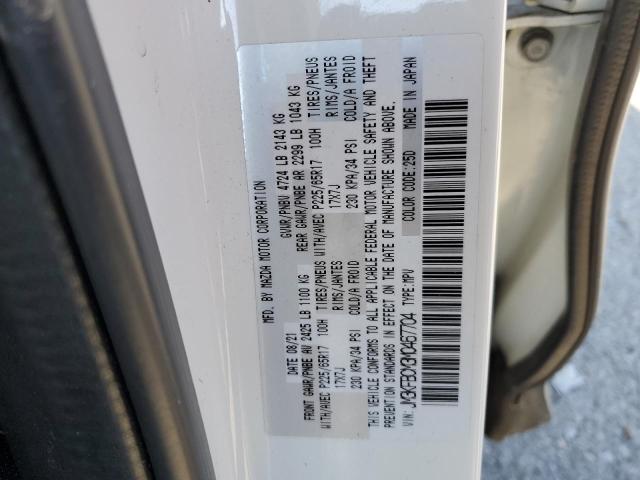 MFD. BY MAZDA MOTOR CORPORATION
DATE 08/21 GVWR/PNBV 4724 LB 2143 KG
FRONT GAWR/PNBE AV 2425 LB 1100 KG REAR GAWR/PNBE AR 2299 LB 1043 KG
WITH/AVEC P225/65R17 100H TIRES/PNEUS WITH/AVEC P225/65R17 100H TIRES/PNEUS
17X7J RIMS/JANTES 17X7J RIMS/JANTES
230 KPA/34 PSI COLD/A FROID 230 KPA/34 PSI COLD/A FROID
THIS VEHICLE CONFORMS TO ALL APPLICABLE FEDERAL MOTOR VEHICLE SAFETY AND THEFT
PREVENTION STANDARDS IN EFFECT ON THE DATE OF MANUFACTURE SHOWN ABOVE.
COLOR CODE:25D MADE IN JAPAN
VIN: JM3KFBDY3M0467704 TYPE:MPV